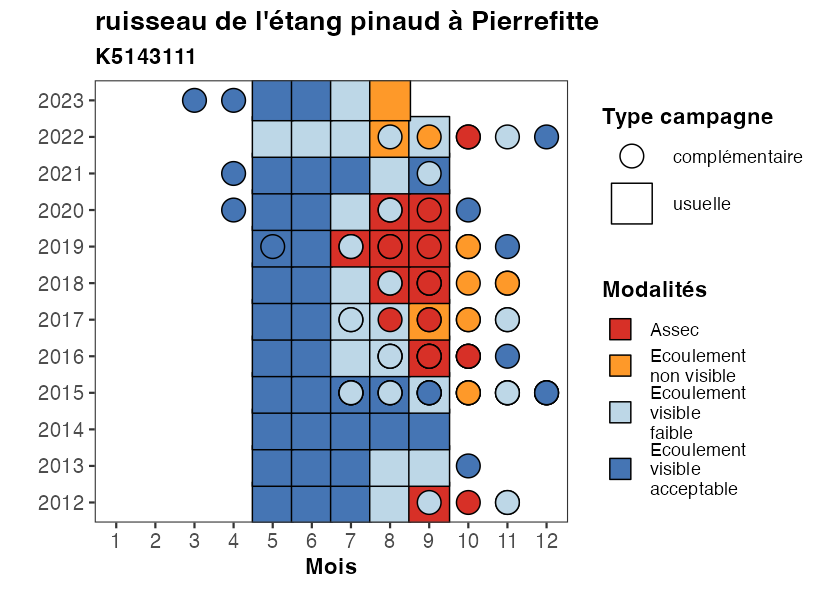 ruisseau de l'étang pinaud à Pierrefitte
K5143111
2023
2022
2021
2020
2019
2018
2017
2016
2015
2014
2013
2012
1 2 3 4 5 6 7 8 9 10 11 12
Mois
Type campagne
complémentaire
usuelle
Modalités
Assec
Ecoulement
non visible
Ecoulement
visible
faible
Ecoulement
visible
acceptable